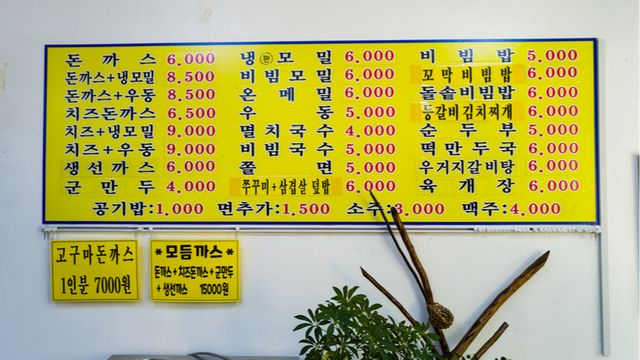 돈까스 6.000 냉㉾모밀 6.000 비빔밥 5.000
돈까스+냉모밀 8.500 비빔모밀 6.000 꼬막비빔밥 6.000
돈까스+우동 8.500 온메밀 6.000 돌솥비빔밥 6.000
치즈돈까스 6.500 우동 5.000 등갈비김치찌개 6.000
치즈+냉모밀 9.000 멸치국수 4.000 순두부 5.000
치즈+우동 9.000 비빔국수 5.000 떡만두국 6.000
생선까스 6.000 쫄면 5.000 우거지갈비탕 6.000
군만두 4.000 쭈꾸미+삼겹살덮밥 6.000 육개장 6.000
공기밥:1.000 면추가:1.500 소주:3.000 맥주:4.000
고구마돈까스
1인분 7000원
*모듬까스*
돈까스+치즈돈까스+군만두
+생선까스 15000원